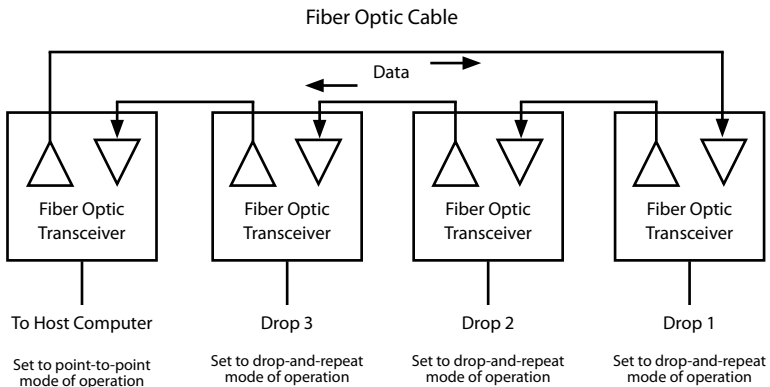 Fiber Optic Cable
Data
Fiber Optic
Transceiver
Fiber Optic
Transceiver
Fiber Optic
Transceiver
Fiber Optic
Transceiver
To Host Computer
Drop 3
Drop 2
Drop 1
Set to point-to-point
mode of operation
Set to drop-and-repeat
mode of operation
Set to drop-and-repeat
mode of operation
Set to drop-and-repeat
mode of operation